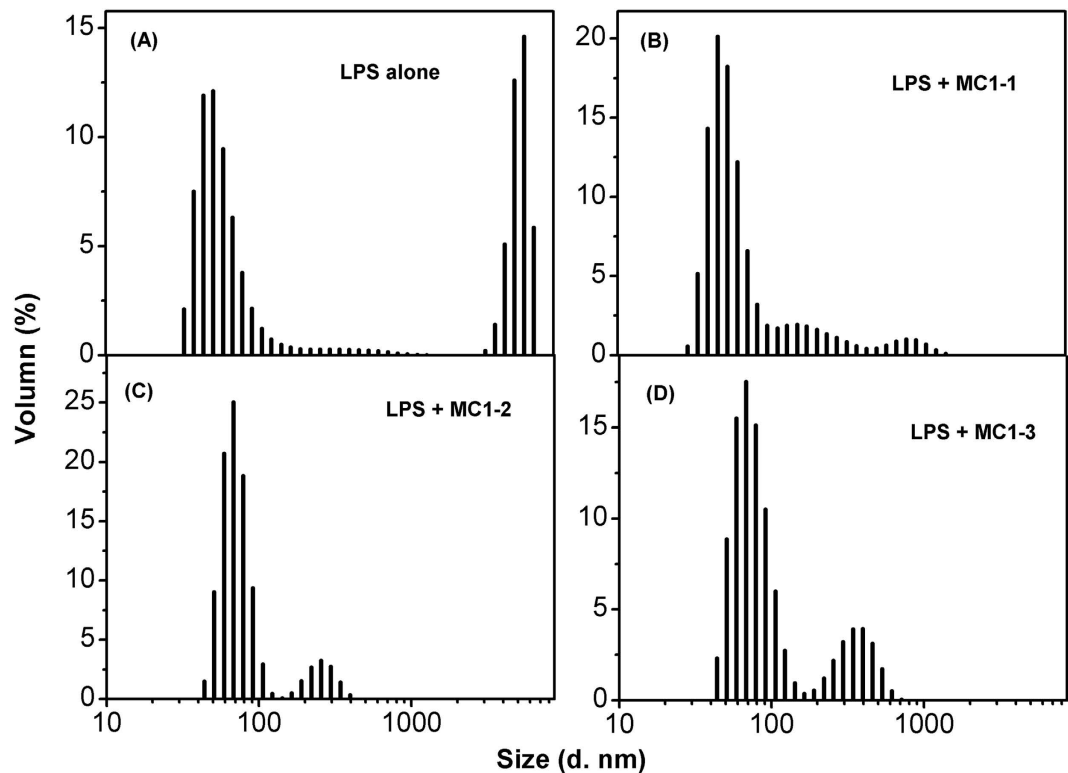 15
10
5
0
(A)
LPS alone
20
15
10
5
0
(B)
LPS + MC1-1
Volumn (%)
25
20
15
10
5
0
(C)
LPS + MC1-2
10
100
1000
15
10
5
0
(D)
LPS + MC1-3
10
100
1000
Size (d. nm)